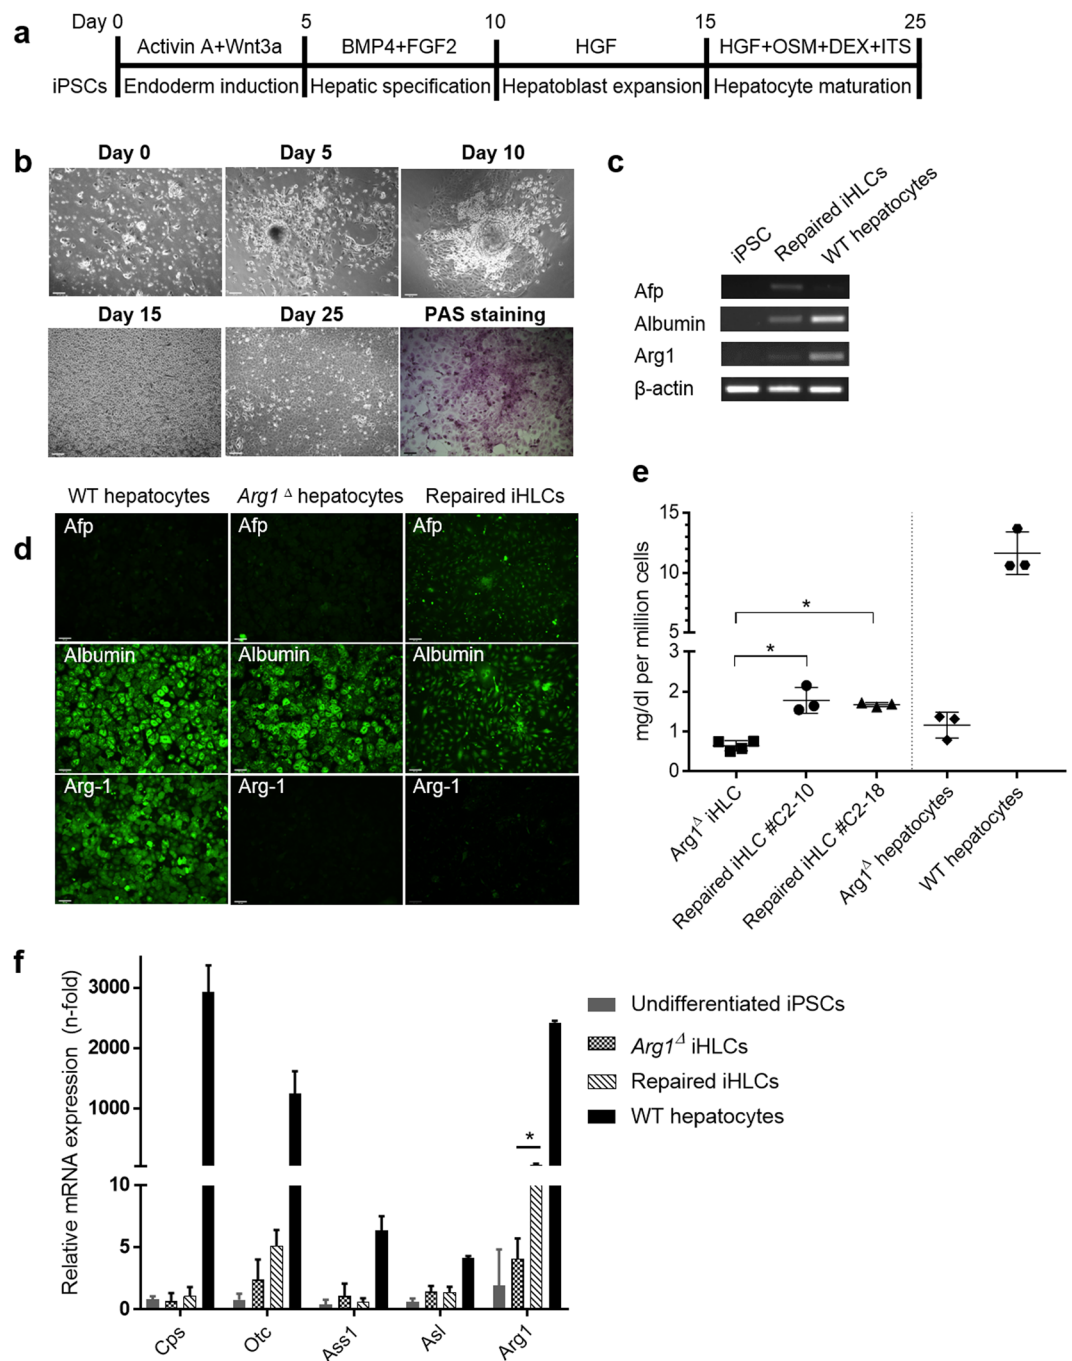 a
Day 0 5 10 15 25
Activin A+Wnt3a BMP4+FGF2 HGF HGF+OSM+DEX+ITS
iPSCs Endoderm induction Hepatic specification Hepatoblast expansion Hepatocyte maturation
b
Day 0 Day 5 Day 10
Day 15 Day 25 PAS staining
c
iPSC Repaired iHLCs WT hepatocytes
Afp
Albumin
Arg1
β-actin
d
WT hepatocytes Arg1 Δ hepatocytes Repaired iHLCs
Afp Afp Afp
Albumin Albumin Albumin
Arg-1 Arg-1 Arg-1
e
mg/dl per million cells
15
10
5
3
2
1
0
*
*
Arg1Δ iHLC
Repaired iHLC #C2-10
Repaired iHLC #C2-18
Arg1Δ hepatocytes
WT hepatocytes
f
Relative mRNA expression (n-fold)
3000
2000
1000
10
5
0
*
Cps Otc Ass1 Asl Arg1
Undifferentiated iPSCs
Arg1Δ iHLCs
Repaired iHLCs
WT hepatocytes